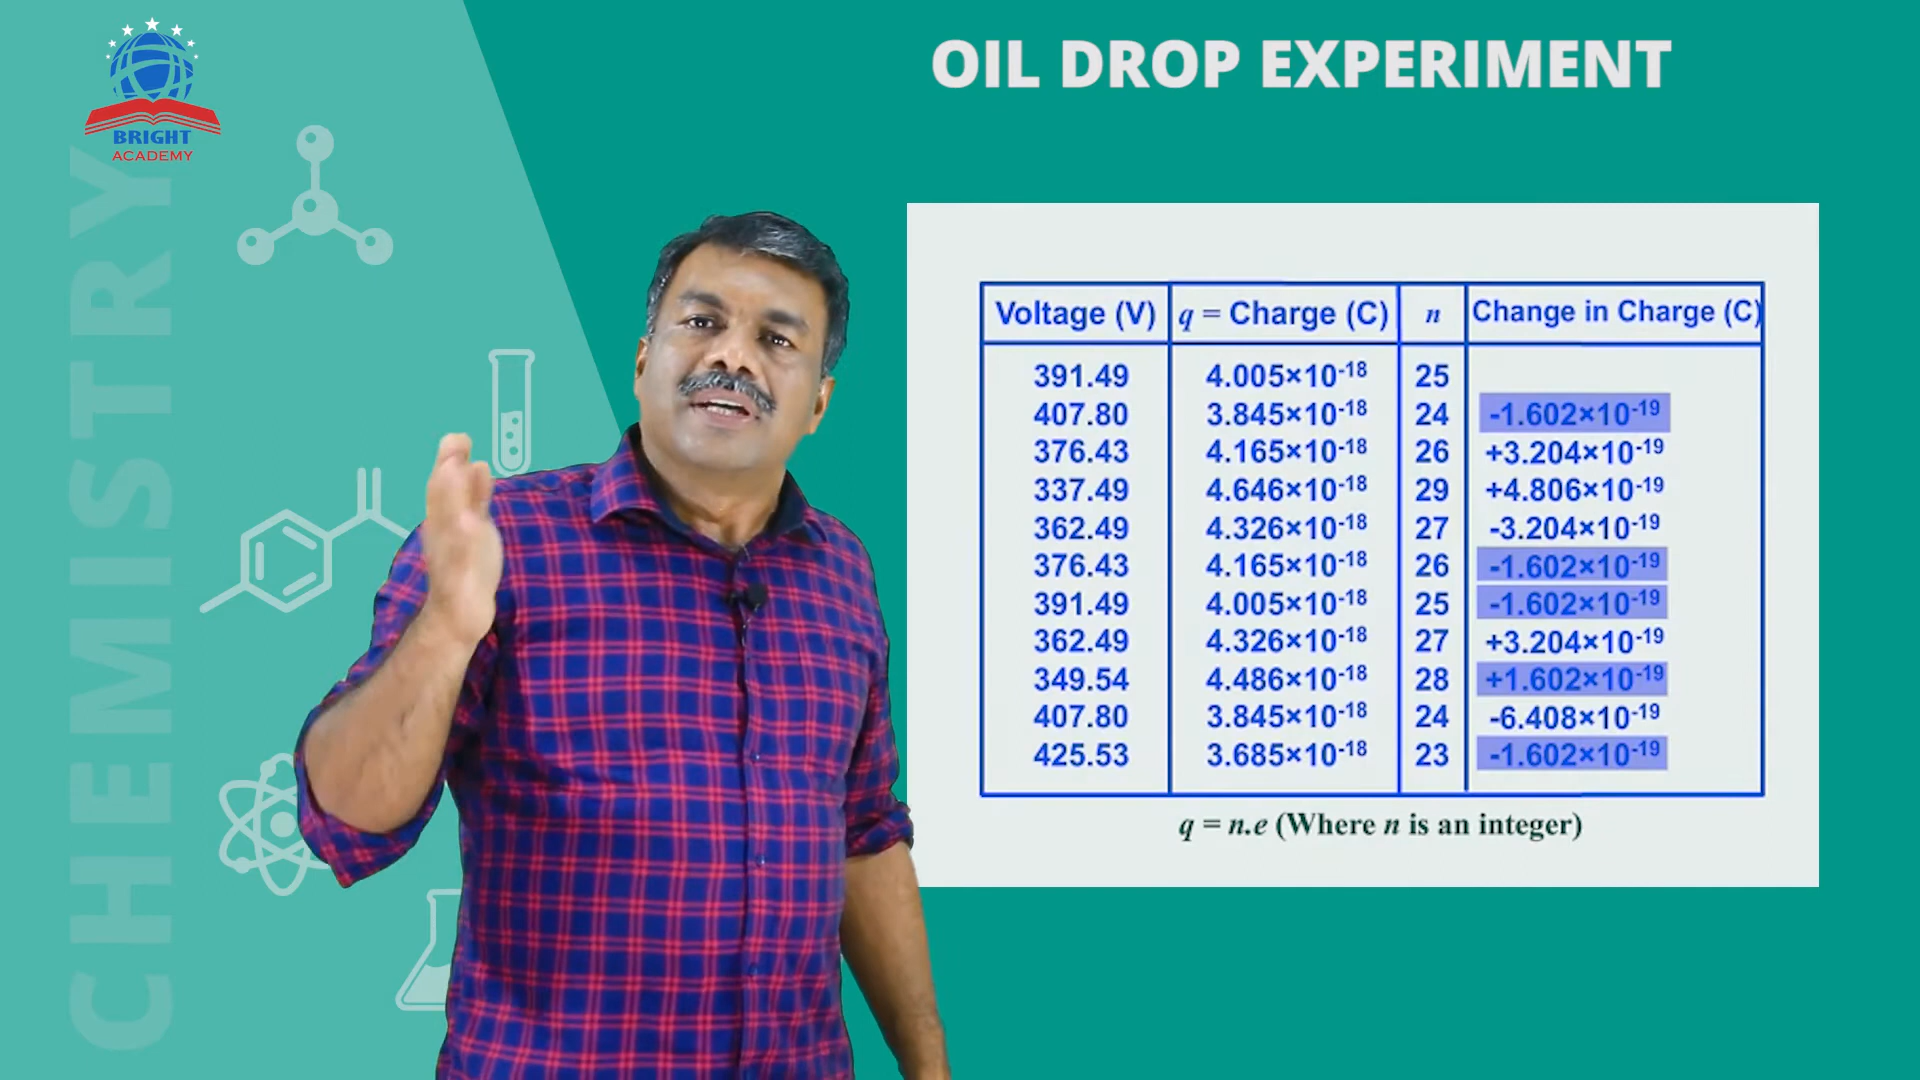 BRIGHT
ACADEMY
CHEMISTRY
OIL DROP EXPERIMENT
Voltage (V) q = Charge (C) n Change in Charge (C)
391.49 4.005×10⁻¹⁸ 25
407.80 3.845×10⁻¹⁸ 24 -1.602×10⁻¹⁹
376.43 4.165×10⁻¹⁸ 26 +3.204×10⁻¹⁹
337.49 4.646×10⁻¹⁸ 29 +4.806×10⁻¹⁹
362.49 4.326×10⁻¹⁸ 27 -3.204×10⁻¹⁹
376.43 4.165×10⁻¹⁸ 26 -1.602×10⁻¹⁹
391.49 4.005×10⁻¹⁸ 25 -1.602×10⁻¹⁹
362.49 4.326×10⁻¹⁸ 27 +3.204×10⁻¹⁹
349.54 4.486×10⁻¹⁸ 28 +1.602×10⁻¹⁹
407.80 3.845×10⁻¹⁸ 24 -6.408×10⁻¹⁹
425.53 3.685×10⁻¹⁸ 23 -1.602×10⁻¹⁹
q = n.e (Where n is an integer)